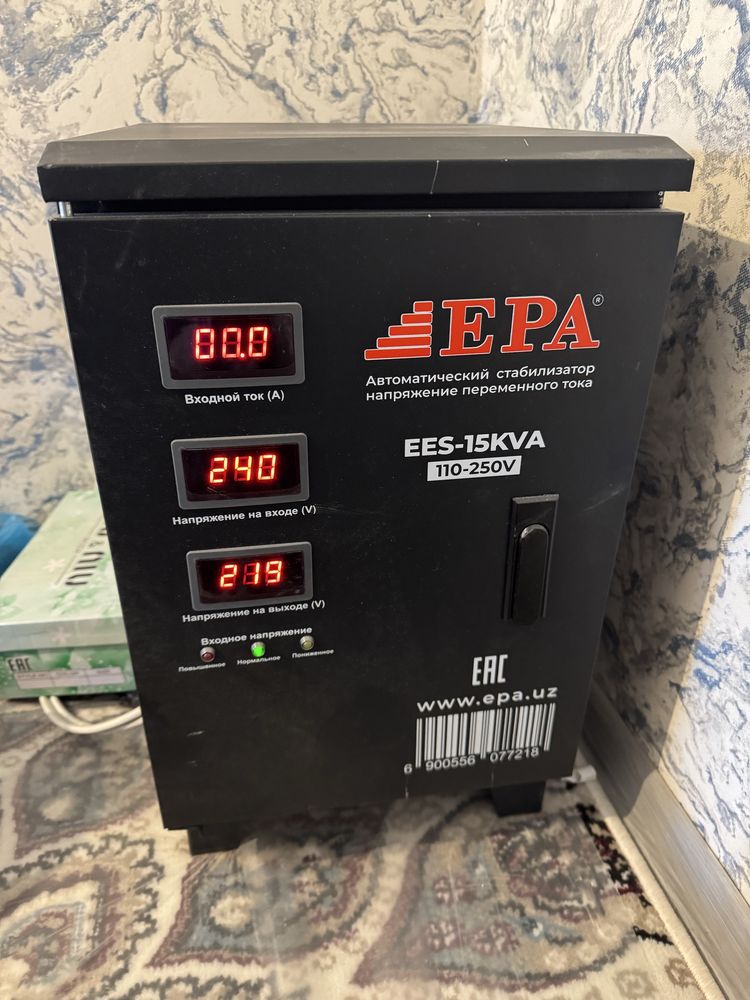 00.0
Входной ток (А)
240
Напряжение на входе (V)
219
Напряжение на выходе (V)
Входное напряжение
Повышенное Нормальное Пониженное
EPA®
Автоматический стабилизатор
напряжение переменного тока
EES-15KVA
110-250V
EAC
www.epa.uz
6 900556 077218
EAC